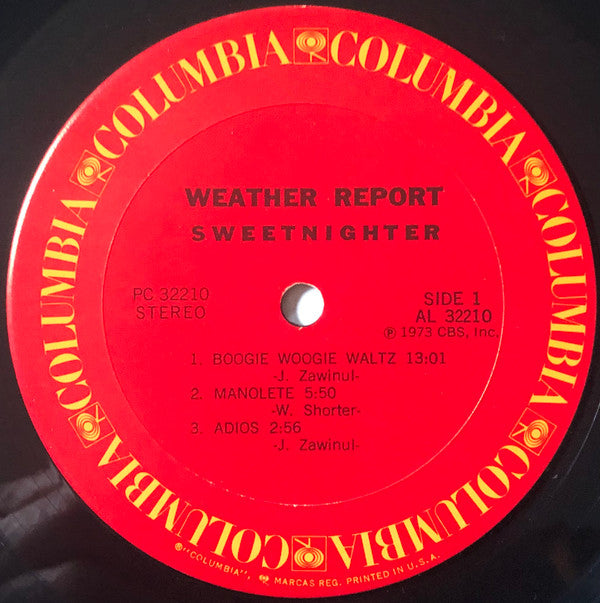 COLUMBIA COLUMBIA COLUMBIA COLUMBIA COLUMBIA COLUMBIA
WEATHER REPORT
SWEETNIGHTER
PC 32210
STEREO
SIDE 1
AL 32210
℗ 1973 CBS, Inc.
1. BOOGIE WOOGIE WALTZ 13:01
-J. Zawinul-
2. MANOLETE 5:50
-W. Shorter-
3. ADIOS 2:56
-J. Zawinul-
®"COLUMBIA", MARCAS REG. PRINTED IN U.S.A.